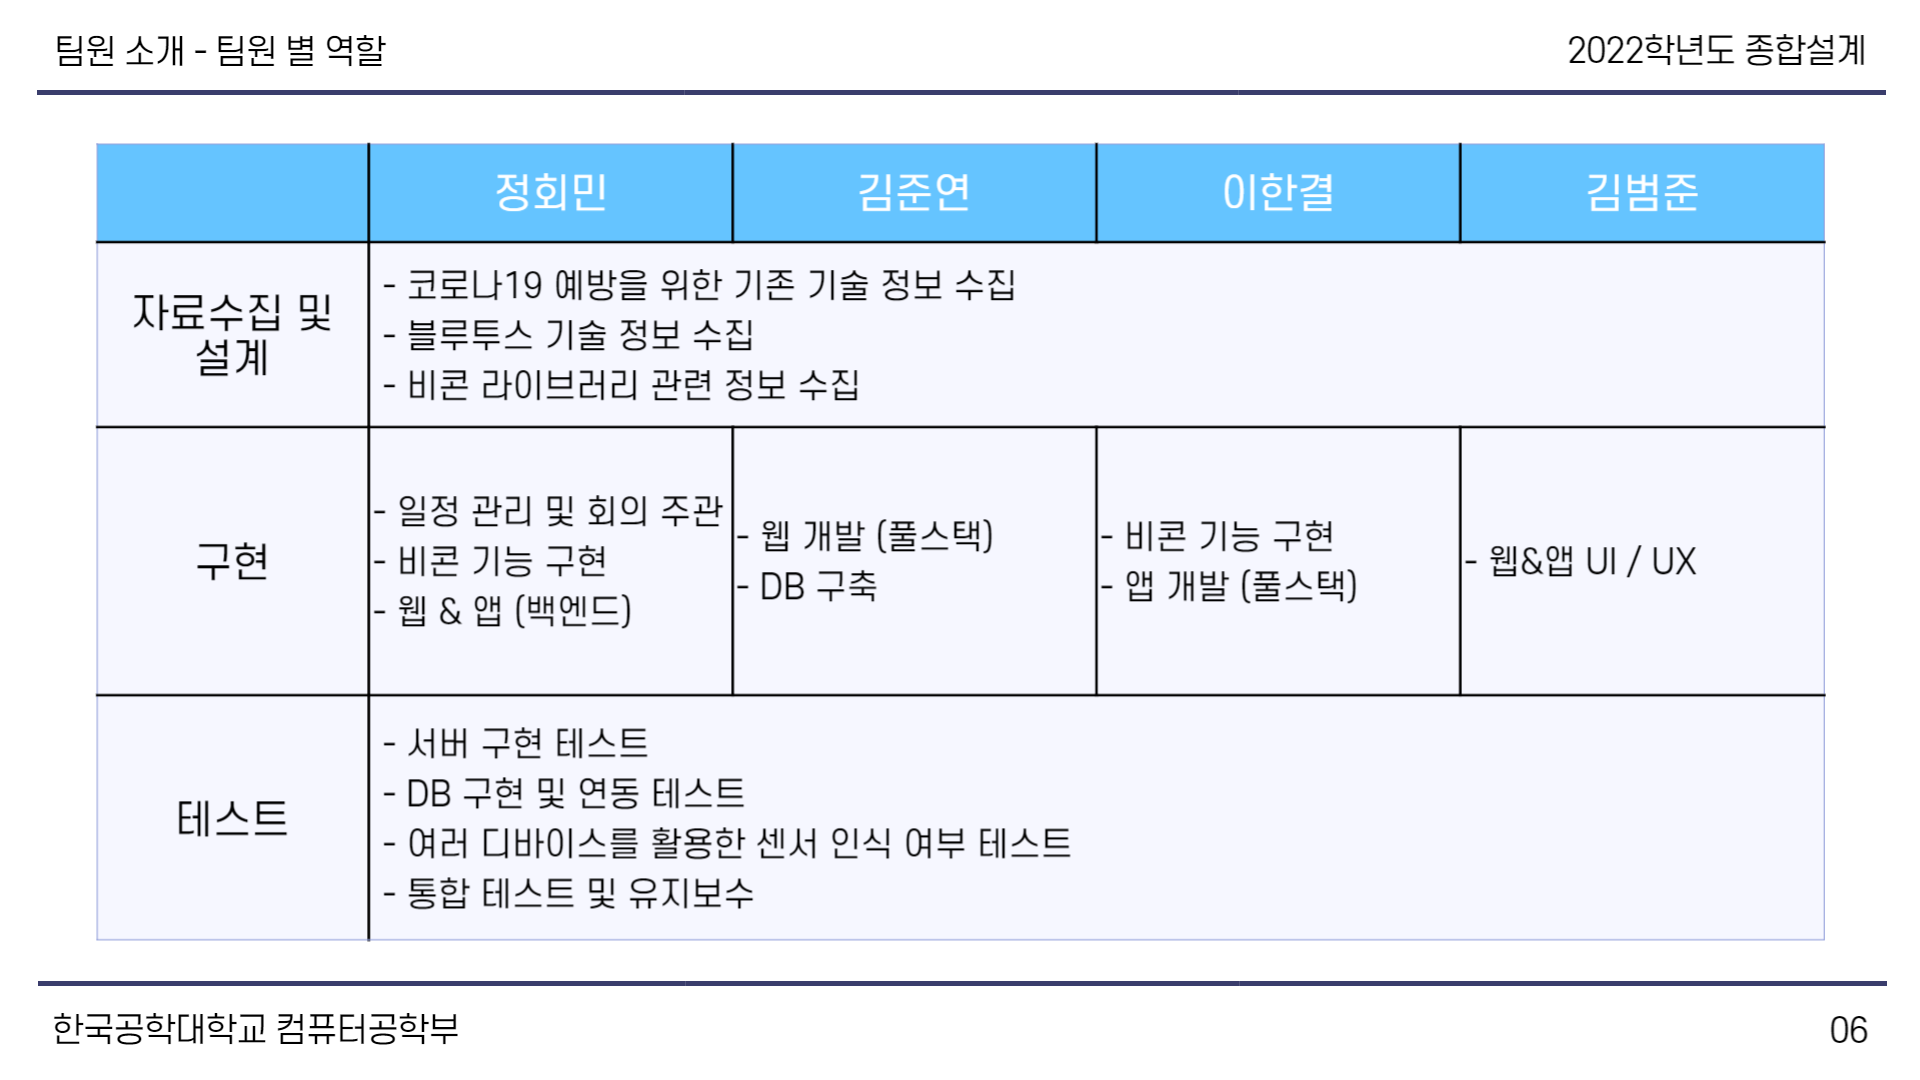 팀원 소개 - 팀원 별 역할
2022학년도 종합설계
정회민
김준연
이한결
김범준
자료수집 및
설계
- 코로나19 예방을 위한 기존 기술 정보 수집
- 블루투스 기술 정보 수집
- 비콘 라이브러리 관련 정보 수집
구현
- 일정 관리 및 회의 주관
- 비콘 기능 구현
- 웹 & 앱 (백엔드)
- 웹 개발 (풀스택)
- DB 구축
- 비콘 기능 구현
- 앱 개발 (풀스택)
- 웹&앱 UI / UX
테스트
- 서버 구현 테스트
- DB 구현 및 연동 테스트
- 여러 디바이스를 활용한 센서 인식 여부 테스트
- 통합 테스트 및 유지보수
한국공학대학교 컴퓨터공학부
06